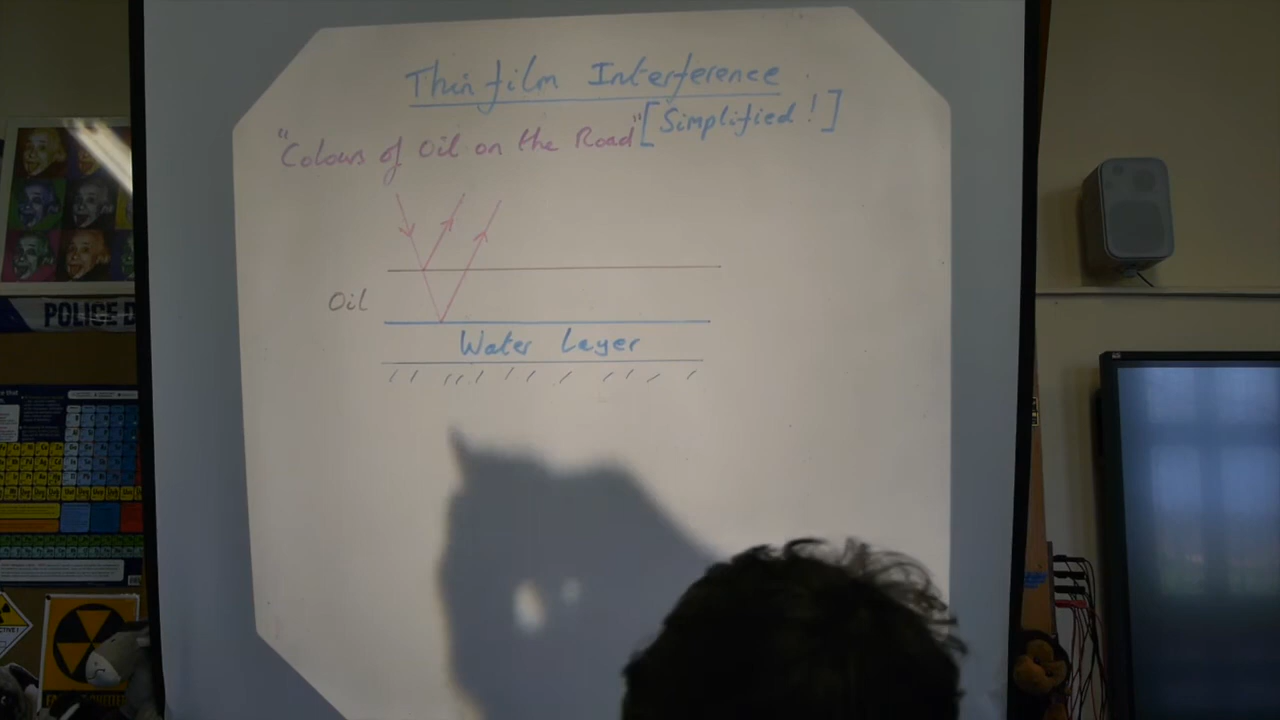 Thin film Interference
"Colours of Oil on the Road" [Simplified!]
Oil
Water Layer
POLICE D